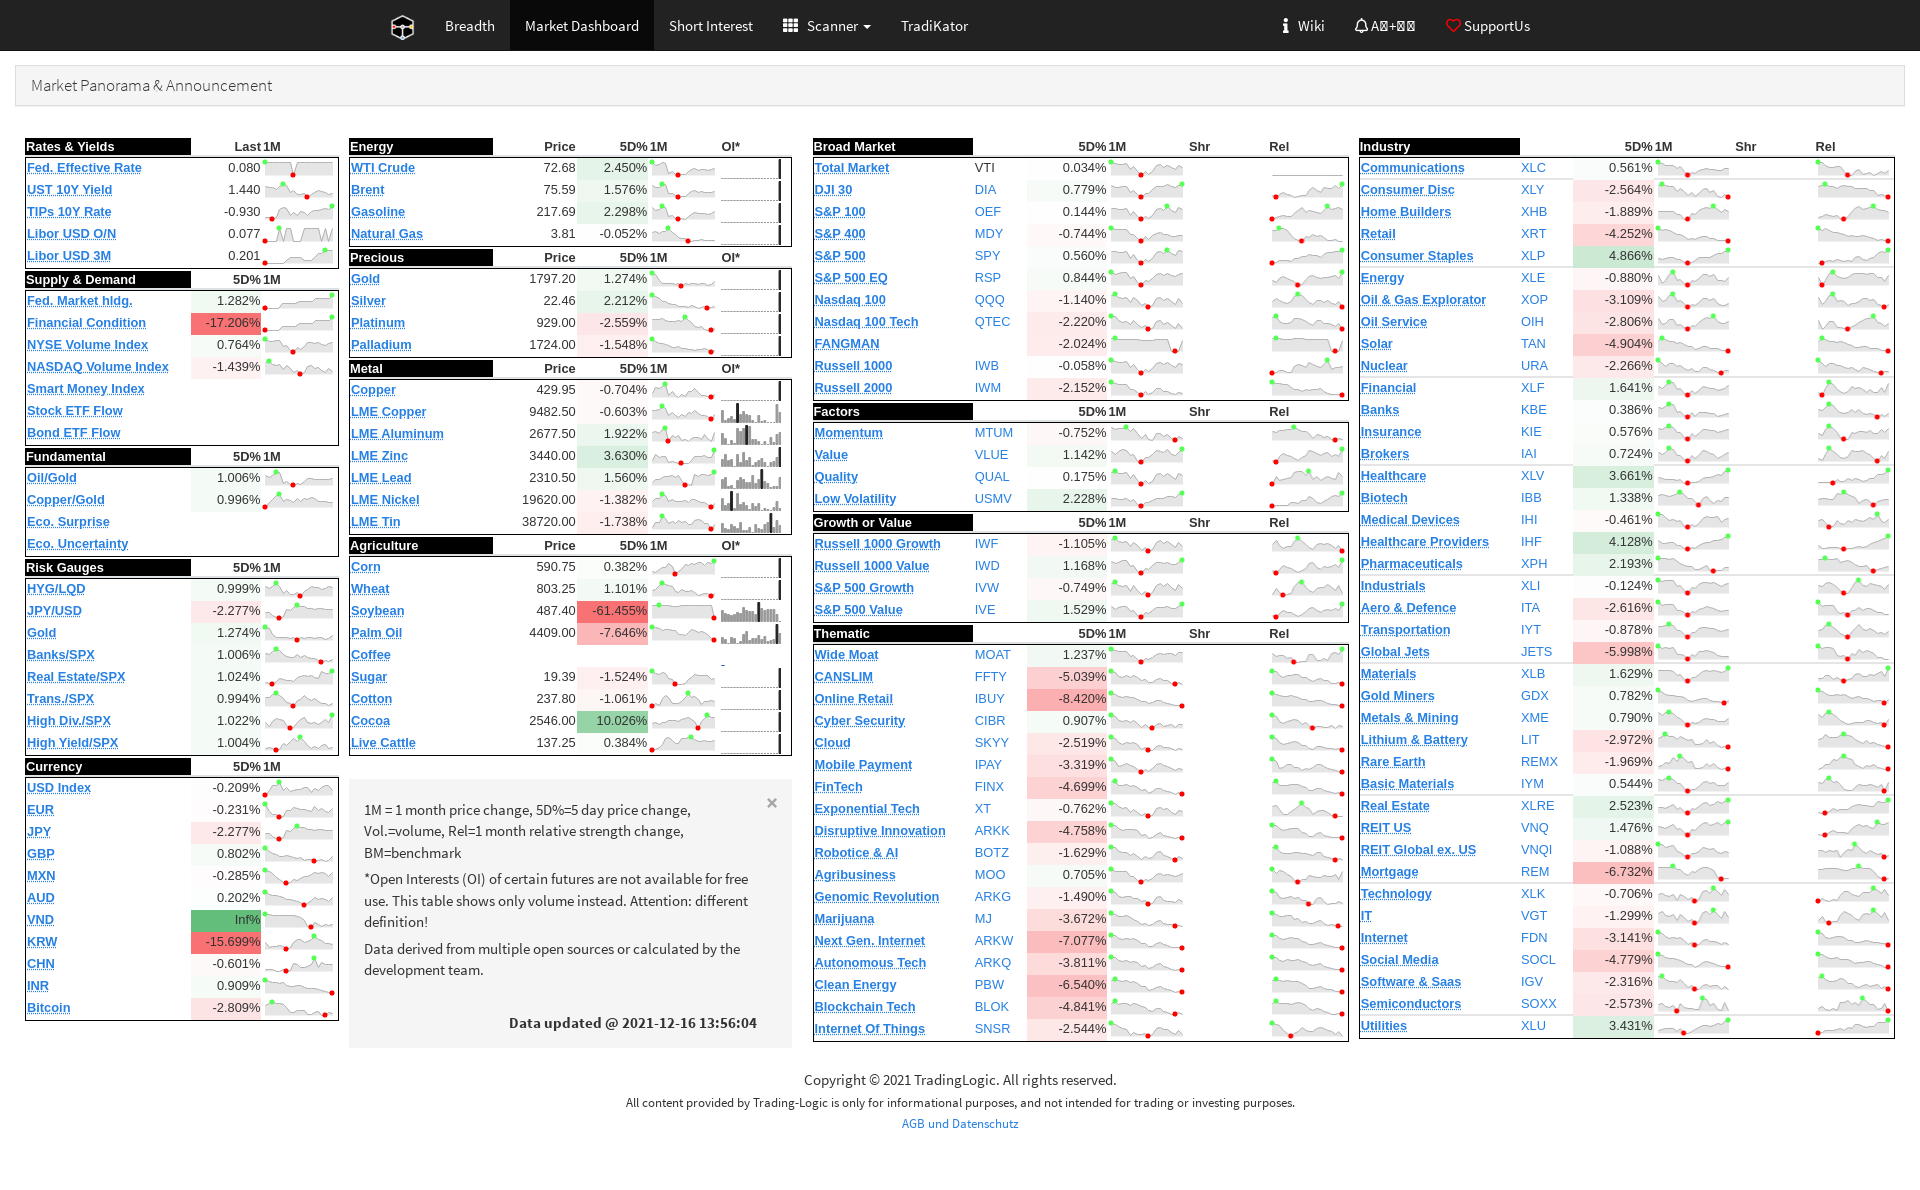 Breadth
Market Dashboard
Short Interest
Scanner
TradiKator
Wiki
SupportUs
Market Panorama & Announcement
Rates & Yields Last 1M
Fed. Effective Rate 0.080
UST 10Y Yield 1.440
TIPs 10Y Rate -0.930
Libor USD O/N 0.077
Libor USD 3M 0.201
Supply & Demand 5D% 1M
Fed. Market hldg. 1.282%
Financial Condition -17.206%
NYSE Volume Index 0.764%
NASDAQ Volume Index -1.439%
Smart Money Index
Stock ETF Flow
Bond ETF Flow
Fundamental 5D% 1M
Oil/Gold 1.006%
Copper/Gold 0.996%
Eco. Surprise
Eco. Uncertainty
Risk Gauges 5D% 1M
HYG/LQD 0.999%
JPY/USD -2.277%
Gold 1.274%
Banks/SPX 1.006%
Real Estate/SPX 1.024%
Trans./SPX 0.994%
High Div./SPX 1.022%
High Yield/SPX 1.004%
Currency 5D% 1M
USD Index -0.209%
EUR -0.231%
JPY -2.277%
GBP 0.802%
MXN -0.285%
AUD 0.202%
VND Inf%
KRW -15.699%
CHN -0.601%
INR 0.909%
Bitcoin -2.809%
Energy Price 5D% 1M OI*
WTI Crude 72.68 2.450%
Brent 75.59 1.576%
Gasoline 217.69 2.298%
Natural Gas 3.81 -0.052%
Precious Price 5D% 1M OI*
Gold 1797.20 1.274%
Silver 22.46 2.212%
Platinum 929.00 -2.559%
Palladium 1724.00 -1.548%
Metal Price 5D% 1M OI*
Copper 429.95 -0.704%
LME Copper 9482.50 -0.603%
LME Aluminum 2677.50 1.922%
LME Zinc 3440.00 3.630%
LME Lead 2310.50 1.560%
LME Nickel 19620.00 -1.382%
LME Tin 38720.00 -1.738%
Agriculture Price 5D% 1M OI*
Corn 590.75 0.382%
Wheat 803.25 1.101%
Soybean 487.40 -61.455%
Palm Oil 4409.00 -7.646%
Coffee
Sugar 19.39 -1.524%
Cotton 237.80 -1.061%
Cocoa 2546.00 10.026%
Live Cattle 137.25 0.384%
×
1M = 1 month price change, 5D%=5 day price change,
Vol.=volume, Rel=1 month relative strength change,
BM=benchmark
*Open Interests (OI) of certain futures are not available for free
use. This table shows only volume instead. Attention: different
definition!
Data derived from multiple open sources or calculated by the
development team.
Data updated @ 2021-12-16 13:56:04
Broad Market 5D% 1M Shr Rel
Total Market VTI 0.034%
DJI 30 DIA 0.779%
S&P 100 OEF 0.144%
S&P 400 MDY -0.744%
S&P 500 SPY 0.560%
S&P 500 EQ RSP 0.844%
Nasdaq 100 QQQ -1.140%
Nasdaq 100 Tech QTEC -2.220%
FANGMAN -2.024%
Russell 1000 IWB -0.058%
Russell 2000 IWM -2.152%
Factors 5D% 1M Shr Rel
Momentum MTUM -0.752%
Value VLUE 1.142%
Quality QUAL 0.175%
Low Volatility USMV 2.228%
Growth or Value 5D% 1M Shr Rel
Russell 1000 Growth IWF -1.105%
Russell 1000 Value IWD 1.168%
S&P 500 Growth IVW -0.749%
S&P 500 Value IVE 1.529%
Thematic 5D% 1M Shr Rel
Wide Moat MOAT 1.237%
CANSLIM FFTY -5.039%
Online Retail IBUY -8.420%
Cyber Security CIBR 0.907%
Cloud SKYY -2.519%
Mobile Payment IPAY -3.319%
FinTech FINX -4.699%
Exponential Tech XT -0.762%
Disruptive Innovation ARKK -4.758%
Robotice & AI BOTZ -1.629%
Agribusiness MOO 0.705%
Genomic Revolution ARKG -1.490%
Marijuana MJ -3.672%
Next Gen. Internet ARKW -7.077%
Autonomous Tech ARKQ -3.811%
Clean Energy PBW -6.540%
Blockchain Tech BLOK -4.841%
Internet Of Things SNSR -2.544%
Industry 5D% 1M Shr Rel
Communications XLC 0.561%
Consumer Disc XLY -2.564%
Home Builders XHB -1.889%
Retail XRT -4.252%
Consumer Staples XLP 4.866%
Energy XLE -0.880%
Oil & Gas Explorator XOP -3.109%
Oil Service OIH -2.806%
Solar TAN -4.904%
Nuclear URA -2.266%
Financial XLF 1.641%
Banks KBE 0.386%
Insurance KIE 0.576%
Brokers IAI 0.724%
Healthcare XLV 3.661%
Biotech IBB 1.338%
Medical Devices IHI -0.461%
Healthcare Providers IHF 4.128%
Pharmaceuticals XPH 2.193%
Industrials XLI -0.124%
Aero & Defence ITA -2.616%
Transportation IYT -0.878%
Global Jets JETS -5.998%
Materials XLB 1.629%
Gold Miners GDX 0.782%
Metals & Mining XME 0.790%
Lithium & Battery LIT -2.972%
Rare Earth REMX -1.969%
Basic Materials IYM 0.544%
Real Estate XLRE 2.523%
REIT US VNQ 1.476%
REIT Global ex. US VNQI -1.088%
Mortgage REM -6.732%
Technology XLK -0.706%
IT VGT -1.299%
Internet FDN -3.141%
Social Media SOCL -4.779%
Software & Saas IGV -2.316%
Semiconductors SOXX -2.573%
Utilities XLU 3.431%
Copyright © 2021 TradingLogic. All rights reserved.
All content provided by Trading-Logic is only for informational purposes, and not intended for trading or investing purposes.
AGB und Datenschutz